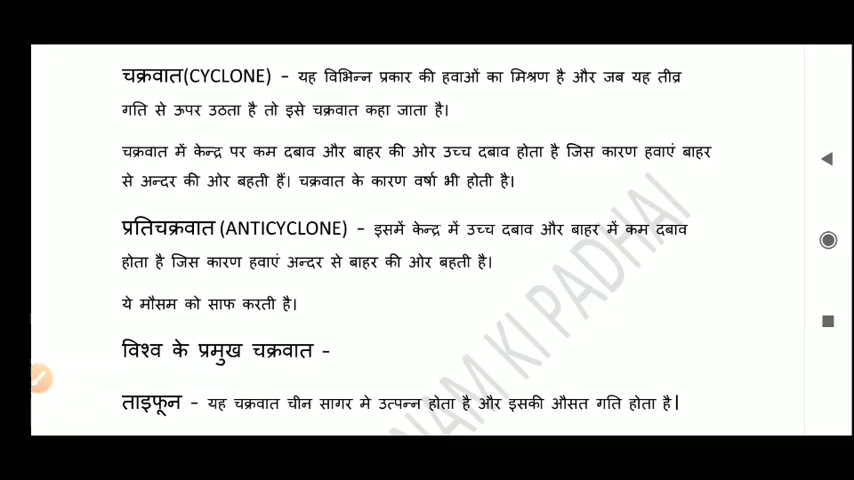 चक्रवात(CYCLONE) - यह विभिन्न प्रकार की हवाओं का मिश्रण है और जब यह तीव्र
गति से ऊपर उठता है तो इसे चक्रवात कहा जाता है।
चक्रवात में केन्द्र पर कम दबाव और बाहर की ओर उच्च दबाव होता है जिस कारण हवाएं बाहर
से अन्दर की ओर बहती हैं। चक्रवात के कारण वर्षा भी होती है।
प्रतिचक्रवात (ANTICYCLONE) - इसमें केन्द्र में उच्च दबाव और बाहर में कम दबाव
होता है जिस कारण हवाएं अन्दर से बाहर की ओर बहती है।
ये मौसम को साफ करती है।
विश्व के प्रमुख चक्रवात -
ताइफून - यह चक्रवात चीन सागर मे उत्पन्न होता है और इसकी औसत गति होता है|
NAM KI PADHAI